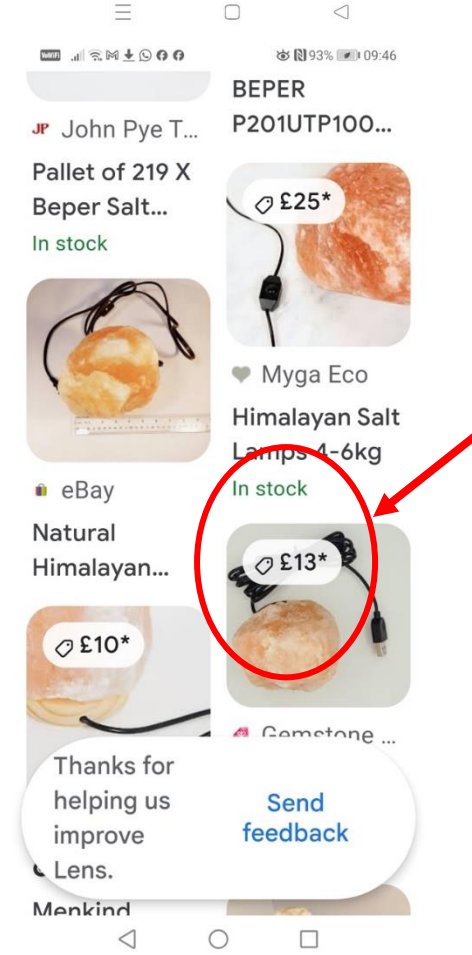 VoWiFi
93% 09:46
John Pye T...
Pallet of 219 X
Beper Salt...
In stock
eBay
Natural
Himalayan...
£10*
BEPER
P201UTP100...
£25*
Myga Eco
Himalayan Salt
Lamps 4-6kg
In stock
£13*
Gemstone ...
Thanks for
helping us
improve
Lens.
Send
feedback
Menkind